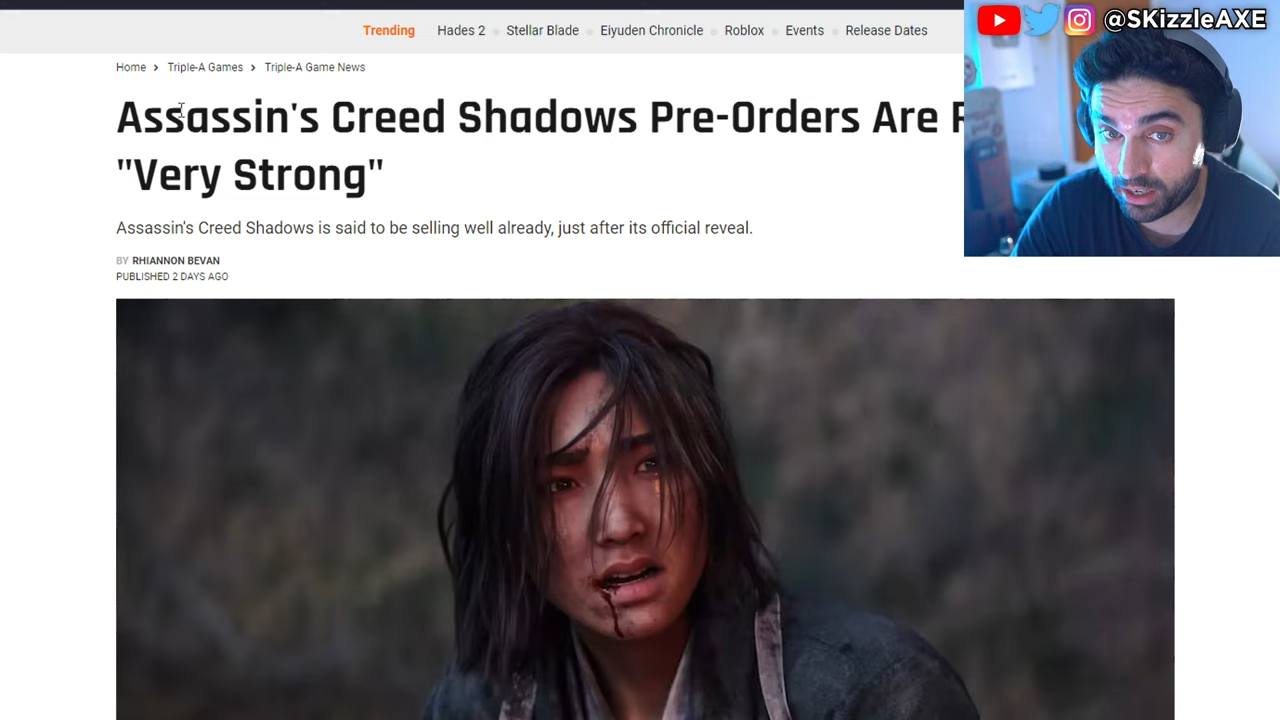 @SKizzleAXE
Trending Hades 2 Stellar Blade Eiyuden Chronicle Roblox Events Release Dates
Home > Triple-A Games > Triple-A Game News
Assassin's Creed Shadows Pre-Orders Are
"Very Strong"
Assassin's Creed Shadows is said to be selling well already, just after its official reveal.
BY RHIANNON BEVAN
PUBLISHED 2 DAYS AGO